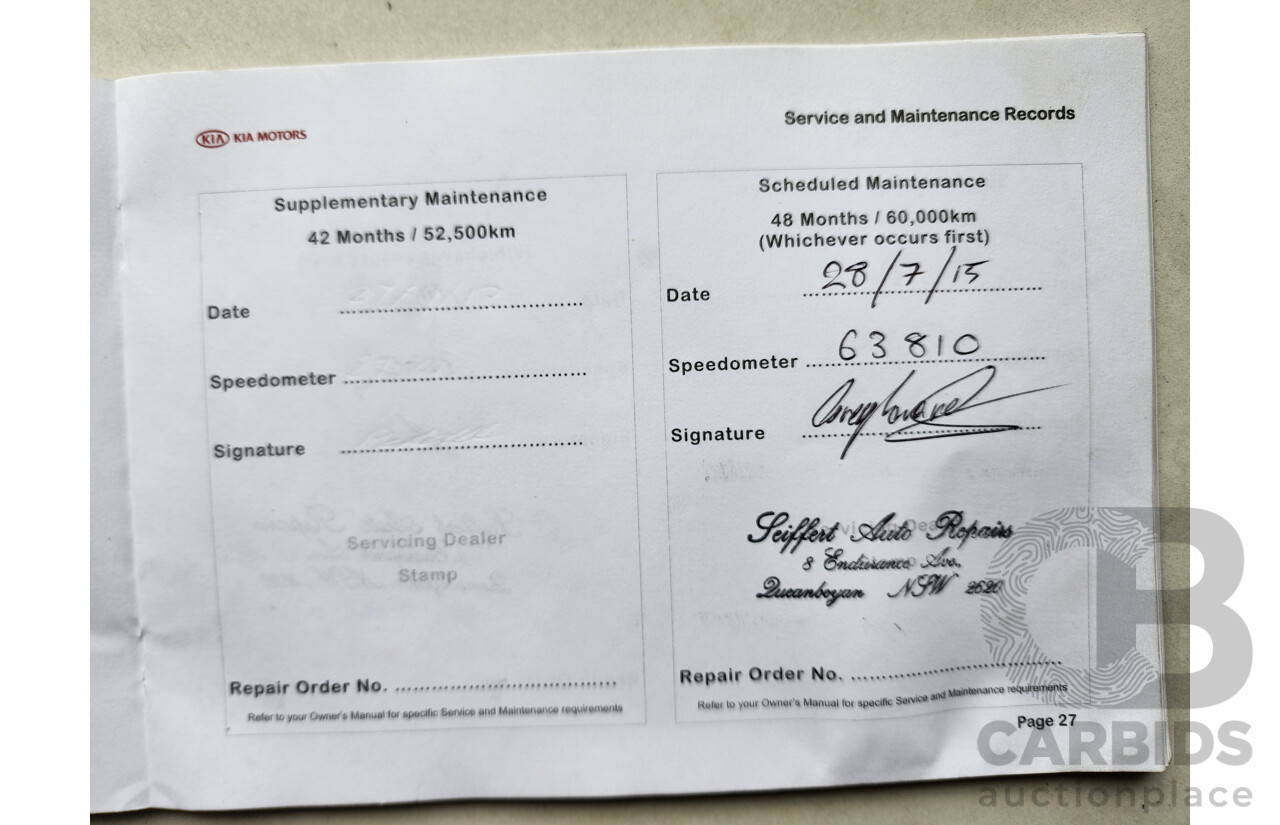 KIA KIA MOTORS
Service and Maintenance Records
Supplementary Maintenance
42 Months / 52,500km
Date
Speedometer
Signature
Servicing Dealer
Stamp
Repair Order No.
Refer to your Owner's Manual for specific Service and Maintenance requirements
Scheduled Maintenance
48 Months / 60,000km
(Whichever occurs first)
Date 28/7/15
Speedometer 63810
Signature
Seiffert Auto Repairs
8 Endurance Ave,
Queanbeyan NSW 2620
Repair Order No.
Refer to your Owner's Manual for specific Service and Maintenance requirements
Page 27
CB
CARBIDS
auctionplace